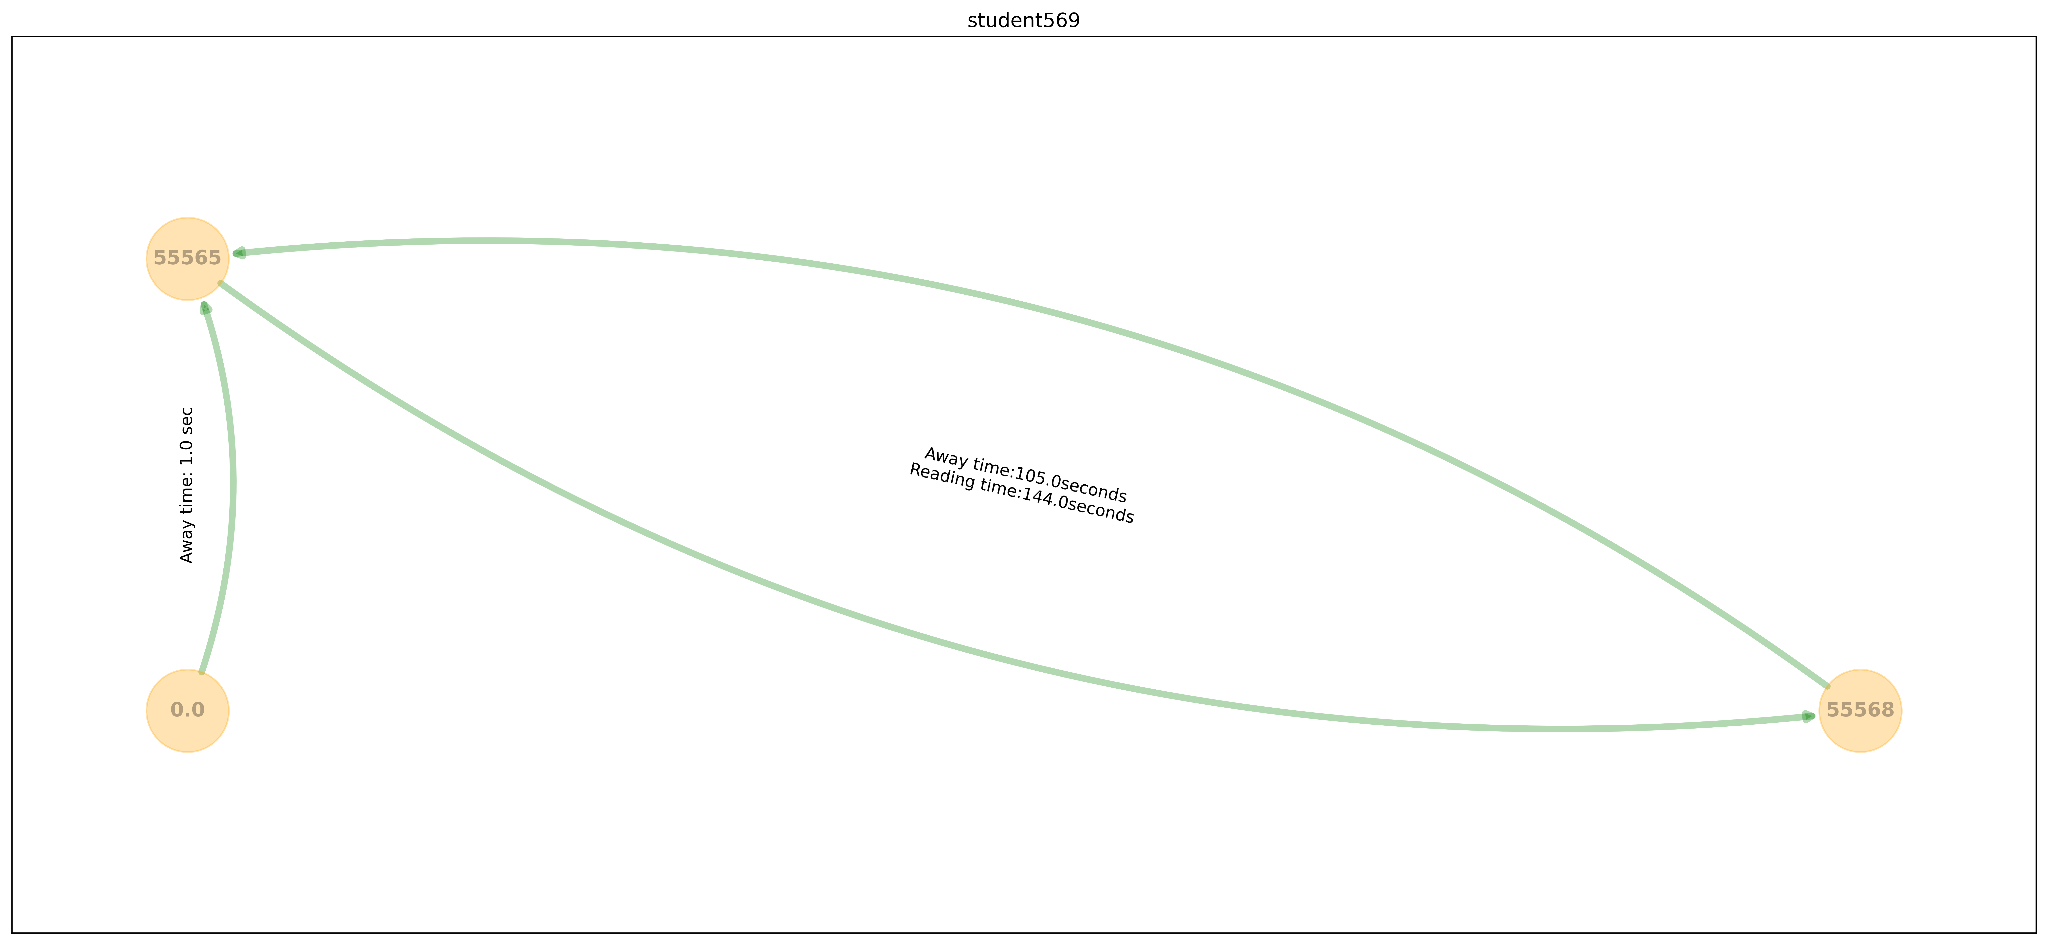 student569
55565
Away time: 1.0 sec
Away time:105.0seconds
Reading time:144.0seconds
0.0
55568